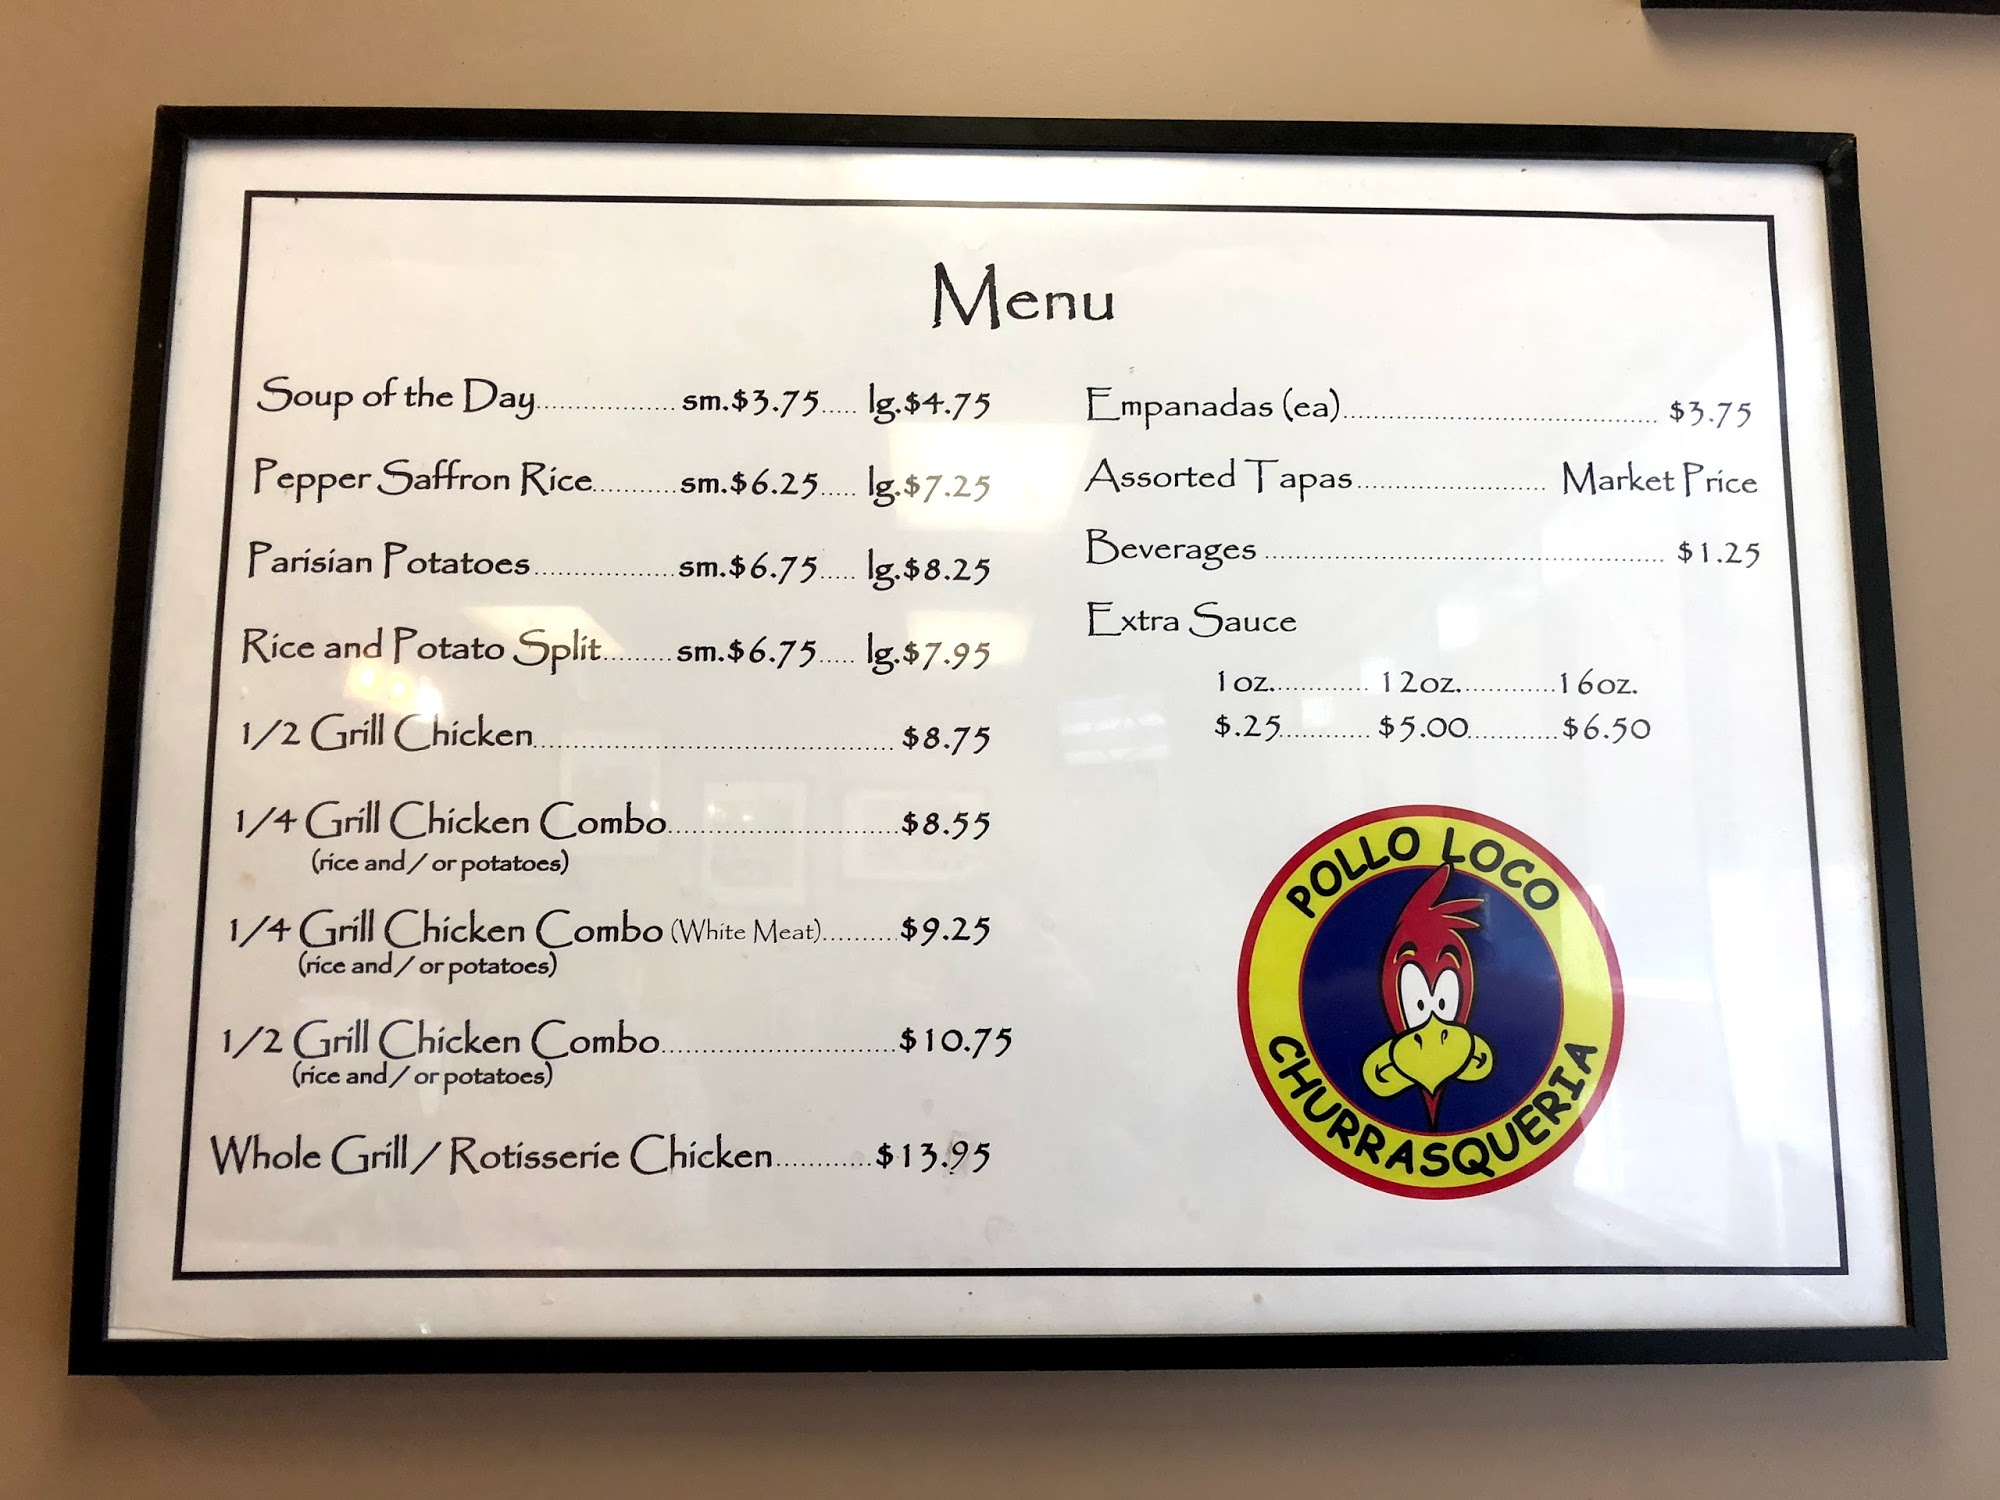 Menu
Soup of the Day.................sm.$3.75.....lg.$4.75
Pepper Saffron Rice...........sm.$6.25.....lg.$7.25
Parisian Potatoes.................sm.$6.75.....lg.$8.25
Rice and Potato Split.........sm.$6.75.....lg.$7.95
1/2 Grill Chicken............................................$8.75
1/4 Grill Chicken Combo............................$8.55
(rice and/or potatoes)
1/4 Grill Chicken Combo (White Meat)..........$9.25
(rice and/or potatoes)
1/2 Grill Chicken Combo.............................$10.75
(rice and/or potatoes)
Whole Grill/Rotisserie Chicken............$13.95
Empanadas (ea)........................................$3.75
Assorted Tapas........................Market Price
Beverages..................................................$1.25
Extra Sauce
1oz............12oz............16oz.
$.25...........$5.00...........$6.50
POLLO LOCO
CHURRASQUERIA